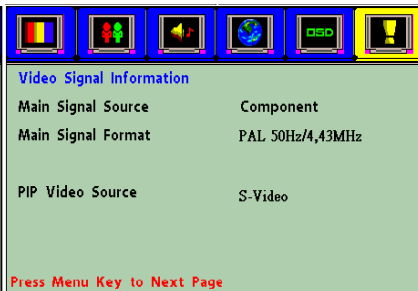 OSD
Video Signal Information
Main Signal Source Component
Main Signal Format PAL 50Hz/4,43MHz
PIP Video Source S-Video
Press Menu Key to Next Page